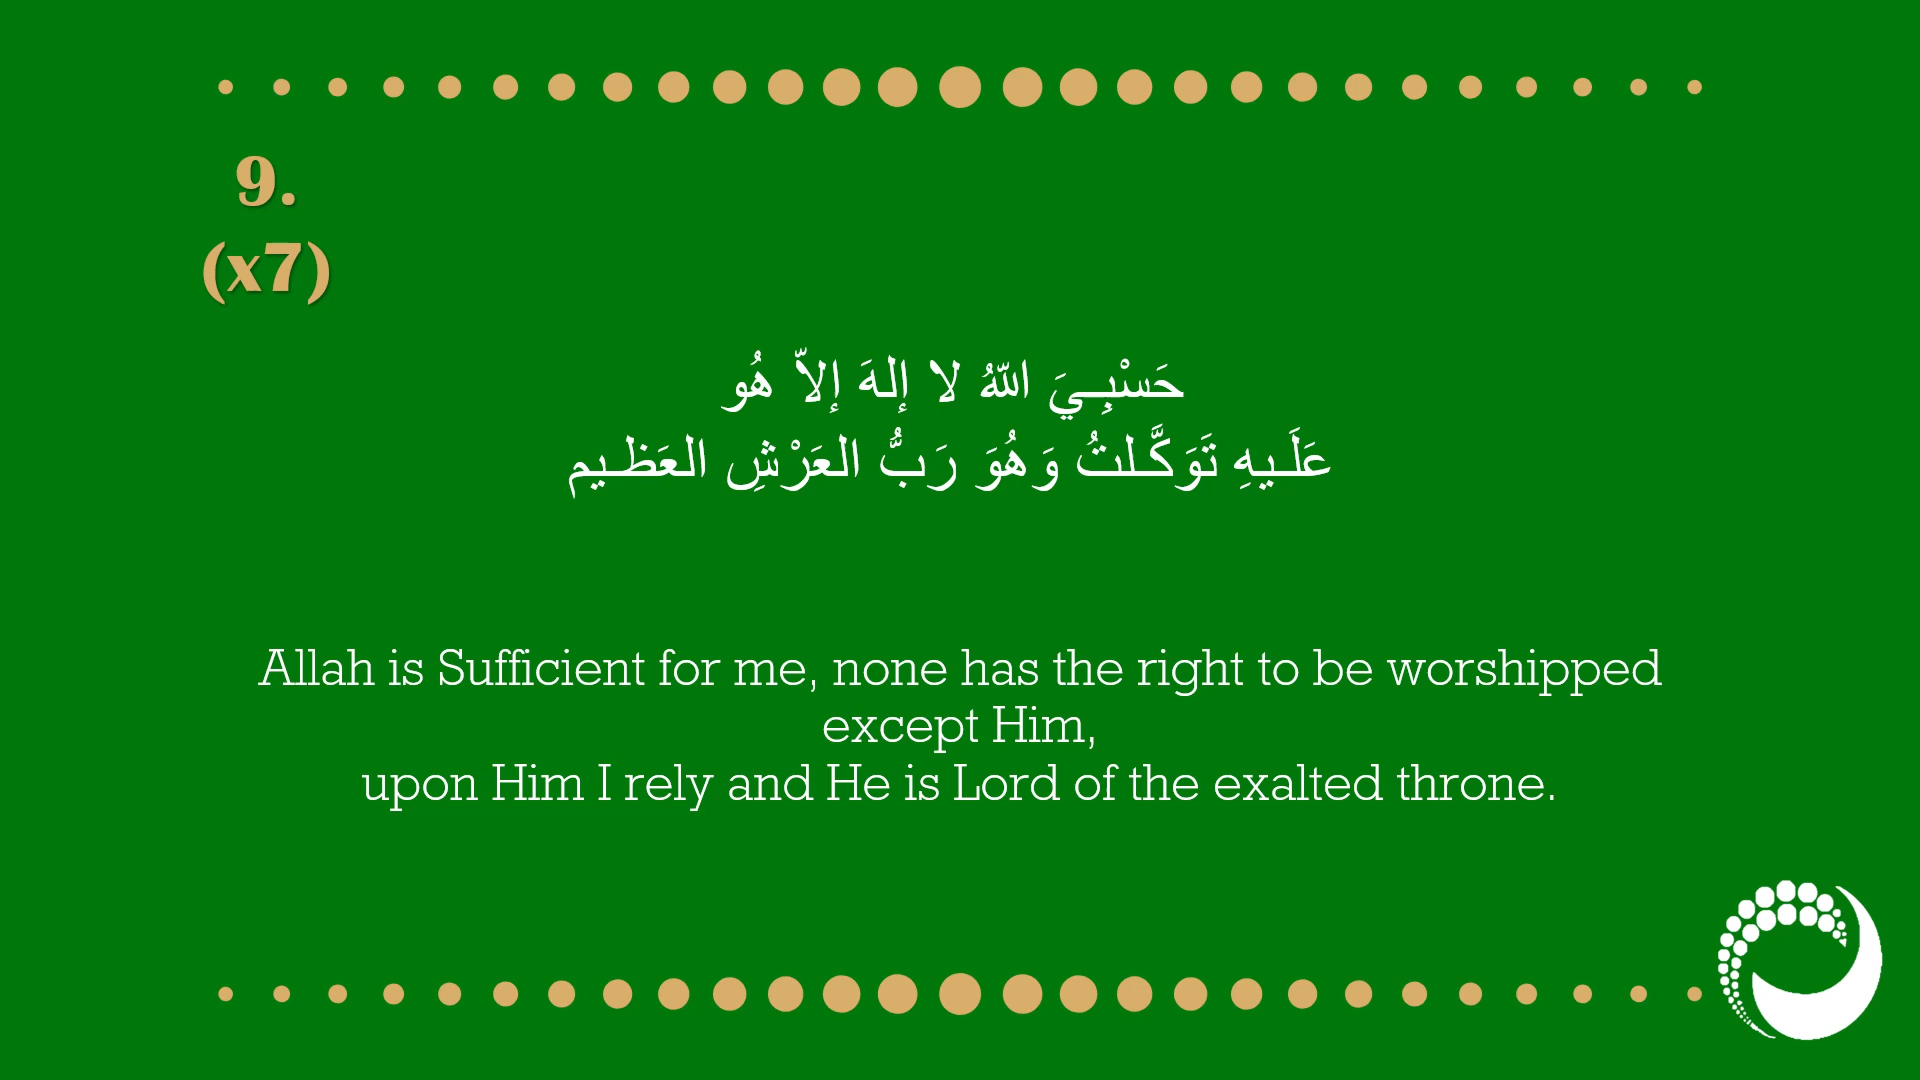 9.
(x7)
حَسْبِـيَ اللّهُ لا إلهَ إلاّ هُو
عَلَـيهِ تَوَكَّـلتُ وَهُوَ رَبُّ العَرْشِ العَظـيم
Allah is Sufficient for me, none has the right to be worshipped
except Him,
upon Him I rely and He is Lord of the exalted throne.